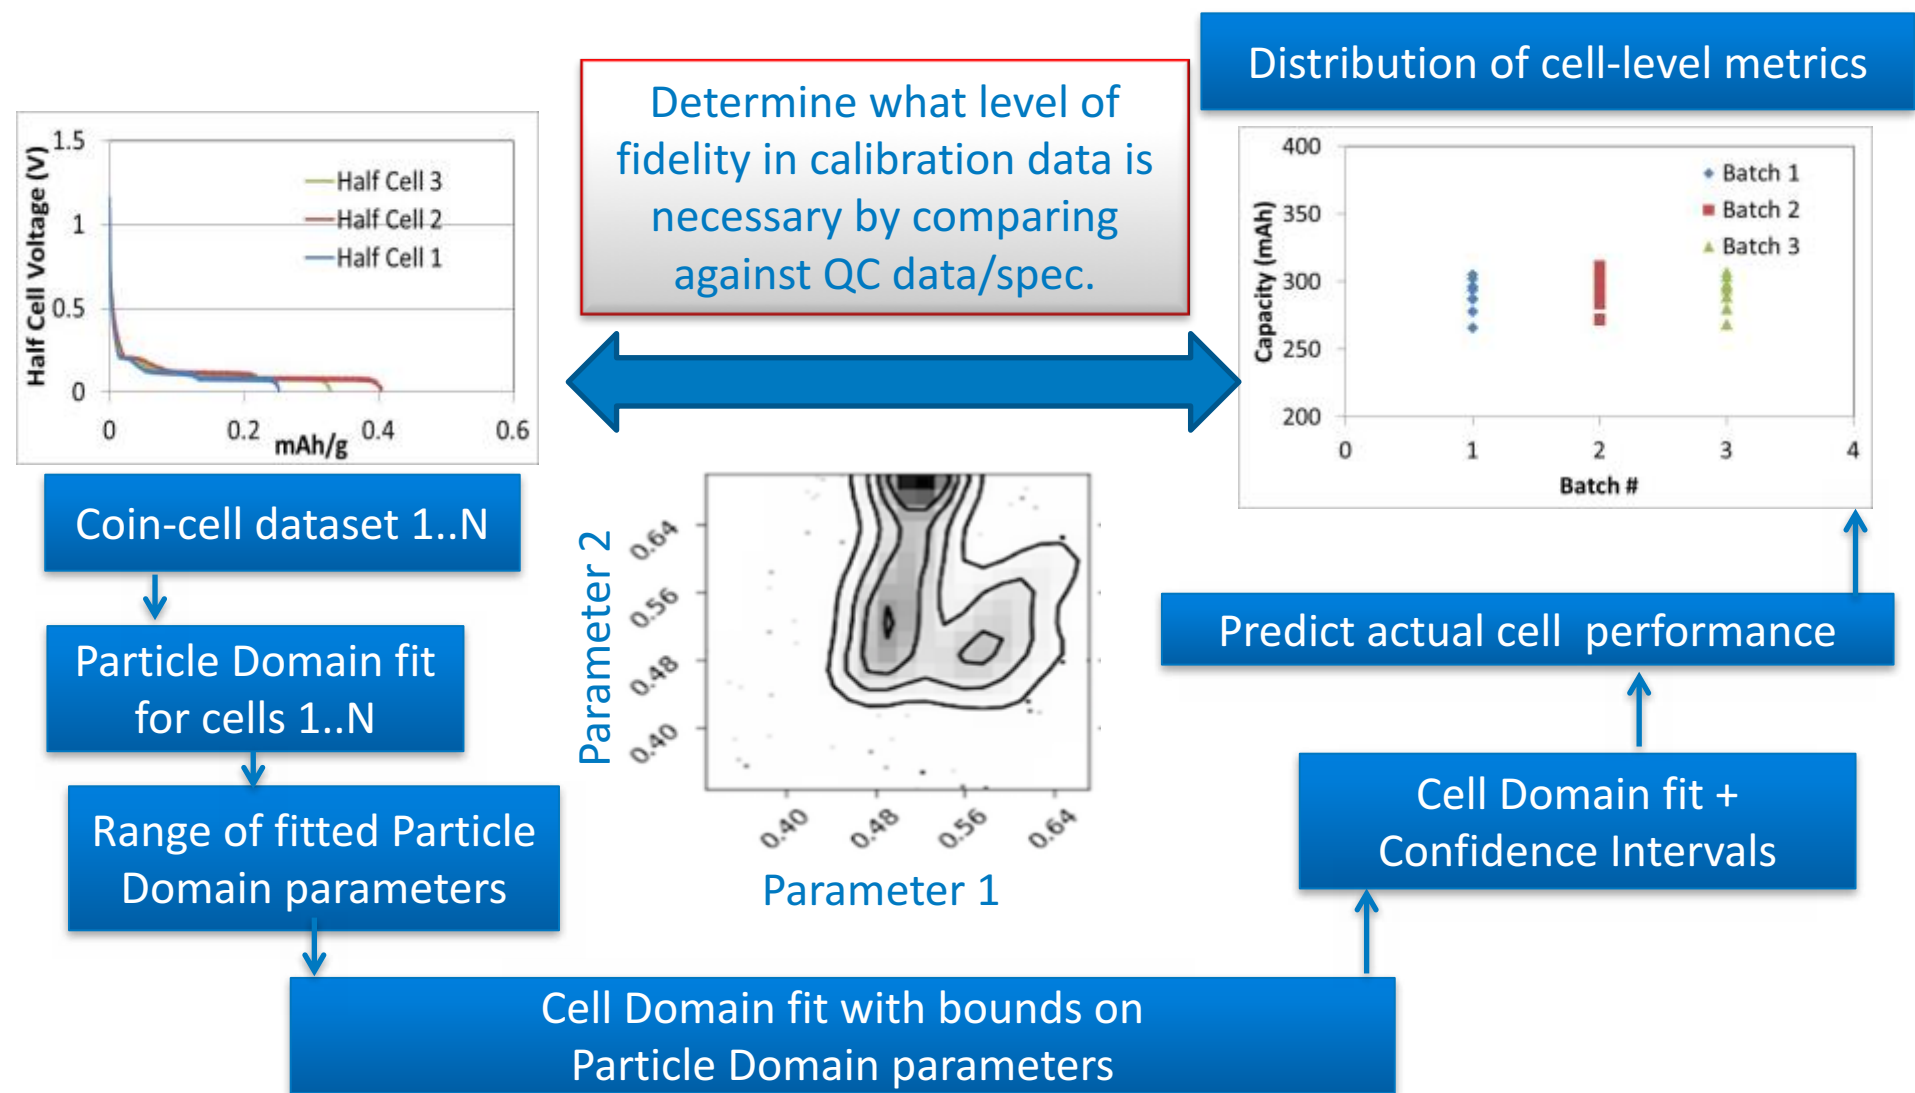 Distribution of cell-level metrics
Determine what level of
fidelity in calibration data is
necessary by comparing
against QC data/spec.
Half Cell Voltage (V)
1.5
1
0.5
0
0 0.2 0.4 0.6
mAh/g
Half Cell 3
Half Cell 2
Half Cell 1
Capacity (mAh)
400
350
300
250
200
0 1 2 3 4
Batch #
Batch 1
Batch 2
Batch 3
Coin-cell dataset 1..N
Particle Domain fit
for cells 1..N
Range of fitted Particle
Domain parameters
Parameter 2
0.64
0.56
0.48
0.40
0.40 0.48 0.56 0.64
Parameter 1
Cell Domain fit with bounds on
Particle Domain parameters
Cell Domain fit +
Confidence Intervals
Predict actual cell performance